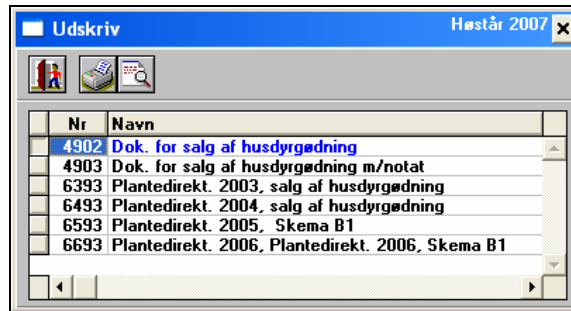 Udskriv Høstår 2007
Nr Navn
4902 Dok. for salg af husdyrgødning
4903 Dok. for salg af husdyrgødning m/notat
6393 Plantedirekt. 2003, salg af husdyrgødning
6493 Plantedirekt. 2004, salg af husdyrgødning
6593 Plantedirekt. 2005, Skema B1
6693 Plantedirekt. 2006, Plantedirekt. 2006, Skema B1